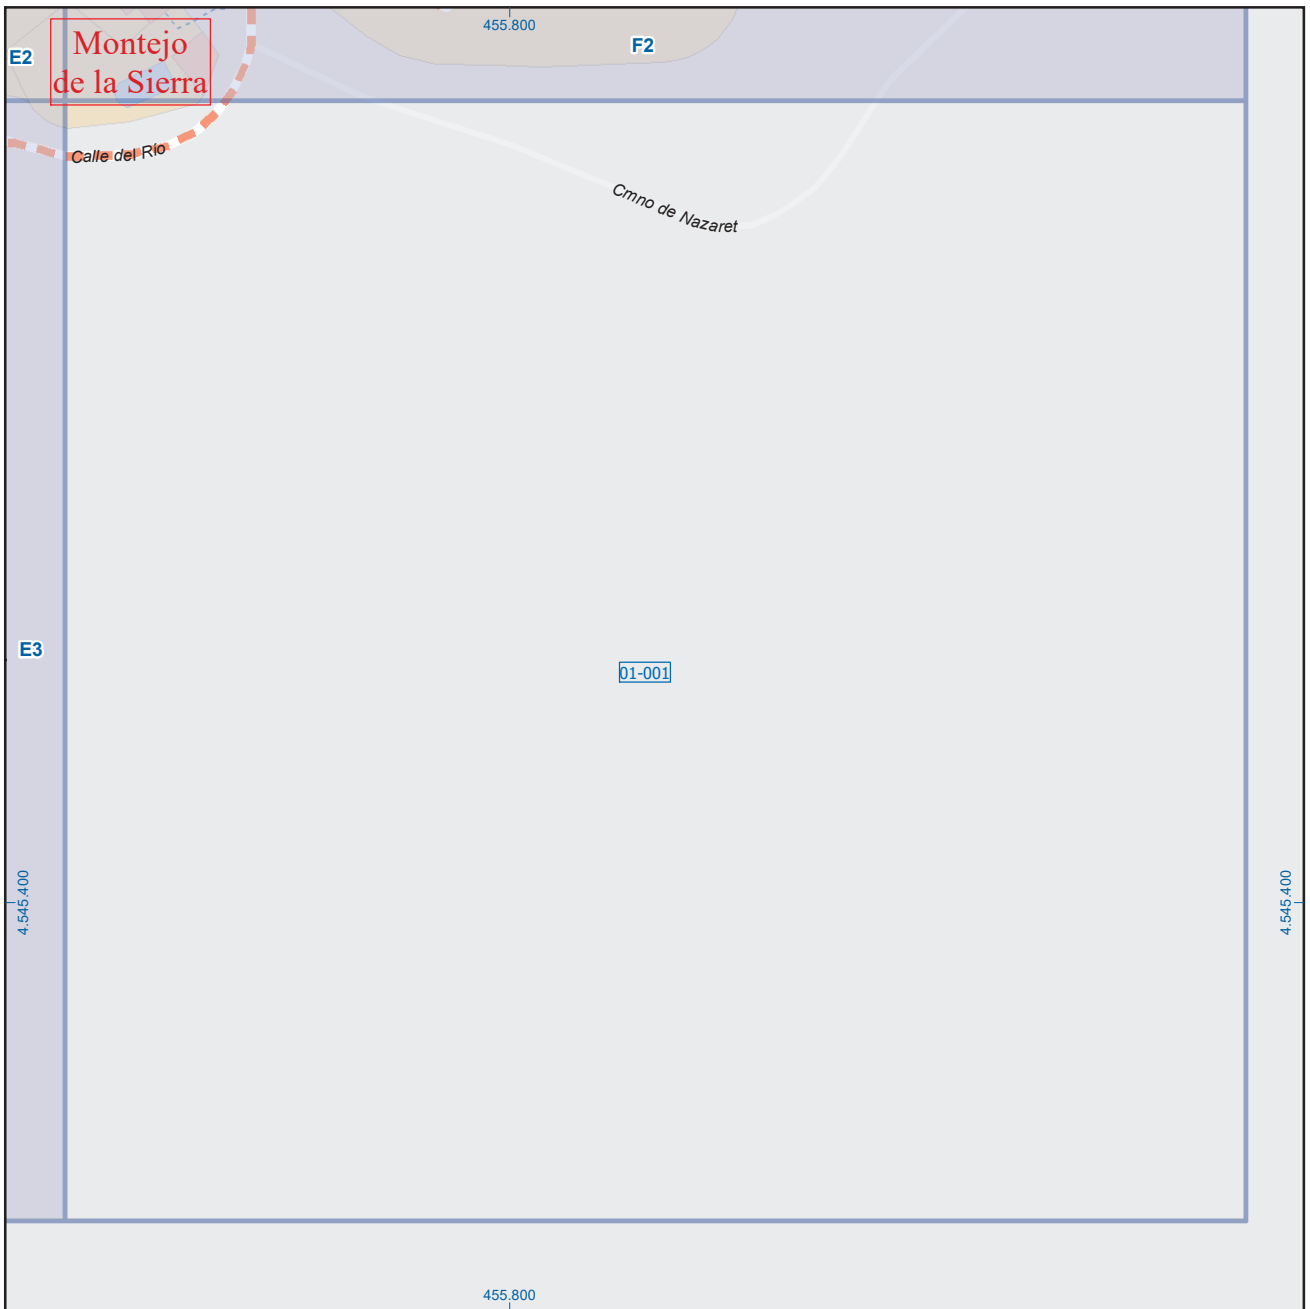 455.800
F2
E2
Montejo
de la Sierra
Calle del Río
Cmno de Nazaret
E3
01-001
4.545.400
4.545.400
455.800